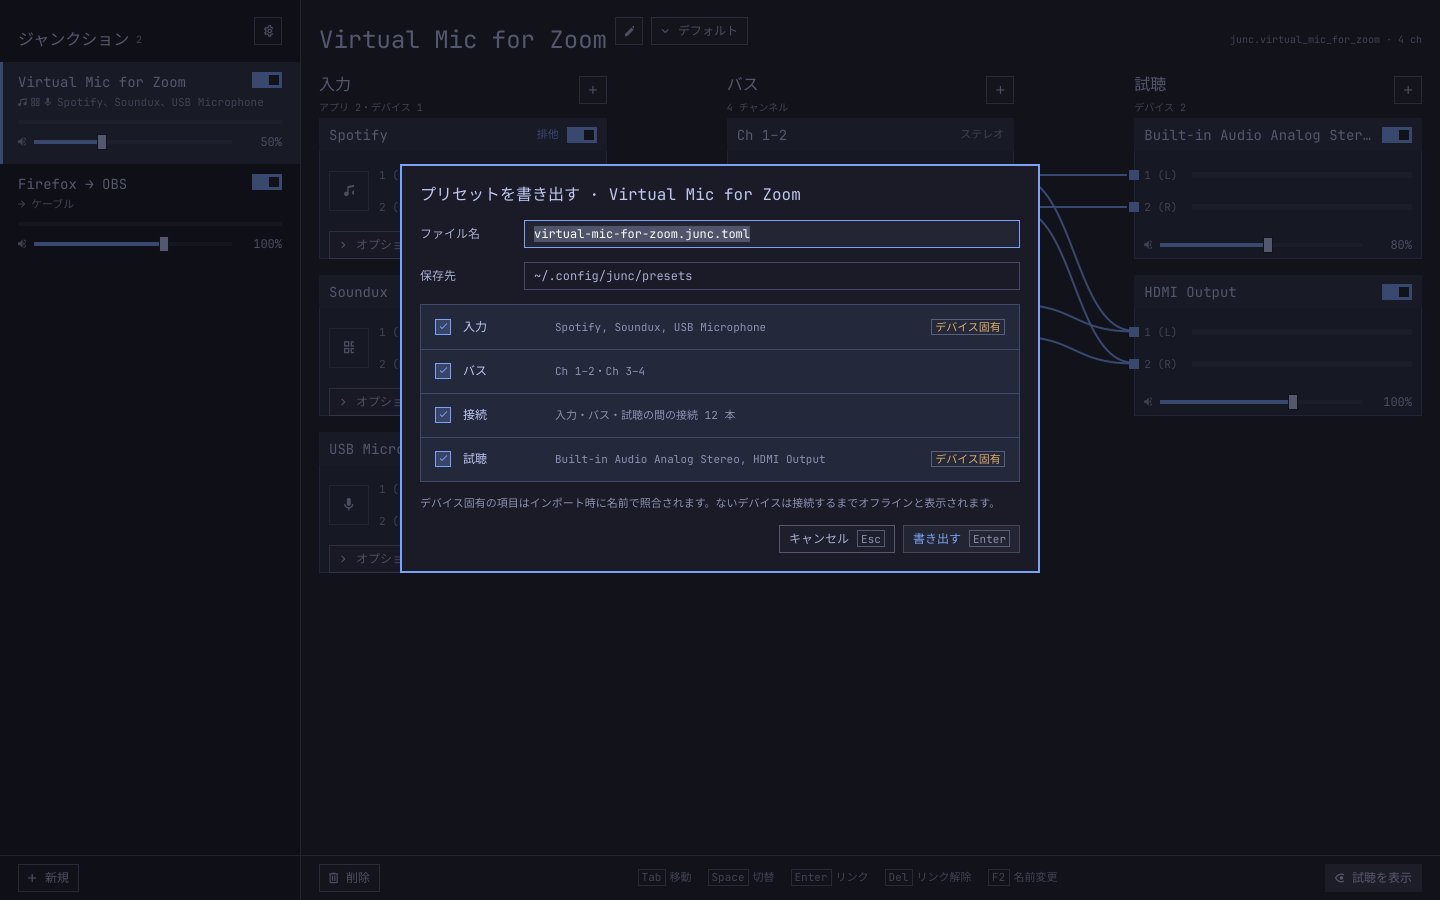 ジャンクション 2
Virtual Mic for Zoom
Spotify、Soundux、USB Microphone
50%
Firefox → OBS
→ ケーブル
100%
+ 新規
Virtual Mic for Zoom
デフォルト
junc.virtual_mic_for_zoom · 4 ch
入力
アプリ 2・デバイス 1
Spotify 排他
1 (
2 (
オプショ
Soundux
2 (
オプショ
USB Micro
1 (
2 (
オプショ
バス
4 チャンネル
Ch 1–2 ステレオ
試聴
デバイス 2
Built-in Audio Analog Ster…
1 (L)
2 (R)
80%
HDMI Output
1 (L)
2 (R)
100%
プリセットを書き出す · Virtual Mic for Zoom
ファイル名 virtual-mic-for-zoom.junc.toml
保存先 ~/.config/junc/presets
入力 Spotify, Soundux, USB Microphone デバイス固有
バス Ch 1–2・Ch 3–4
接続 入力・バス・試聴の間の接続 12 本
試聴 Built-in Audio Analog Stereo, HDMI Output デバイス固有
デバイス固有の項目はインポート時に名前で照合されます。ないデバイスは接続するまでオフラインと表示されます。
キャンセル Esc 書き出す Enter
削除
Tab 移動 Space 切替 Enter リンク Del リンク解除 F2 名前変更
試聴を表示